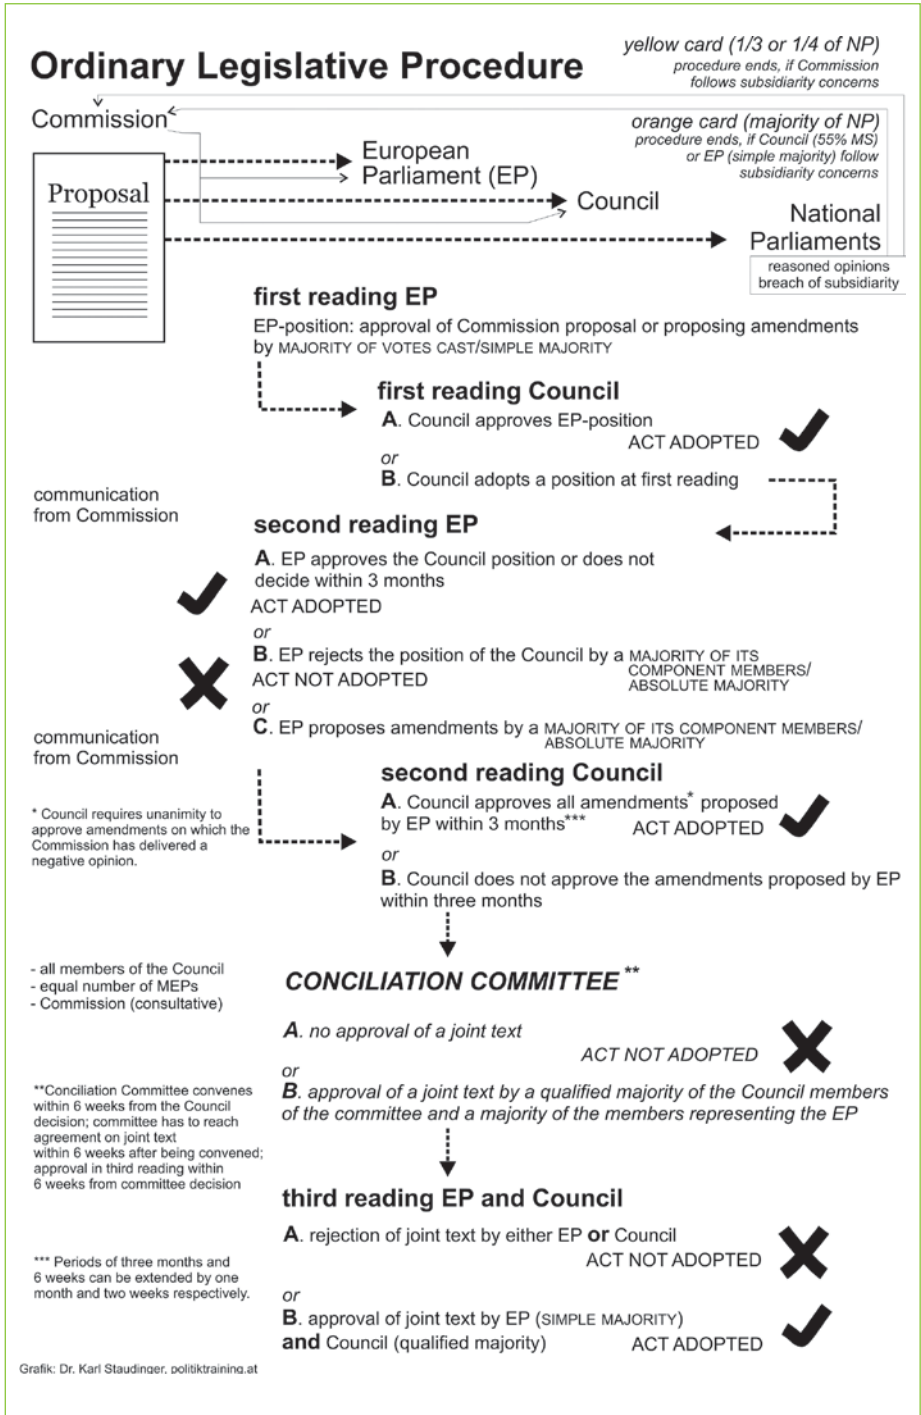 Ordinary Legislative Procedure
yellow card (1/3 or 1/4 of NP)
procedure ends, if Commission
follows subsidiarity concerns
Commission
orange card (majority of NP)
procedure ends, if Council (55% MS)
or EP (simple majority) follow
subsidiarity concerns
Proposal
European
Parliament (EP)
Council
National
Parliaments
reasoned opinions
breach of subsidiarity
first reading EP
EP-position: approval of Commission proposal or proposing amendments
by MAJORITY OF VOTES CAST/SIMPLE MAJORITY
first reading Council
A. Council approves EP-position
ACT ADOPTED
or
B. Council adopts a position at first reading
communication
from Commission
second reading EP
A. EP approves the Council position or does not
decide within 3 months
ACT ADOPTED
or
B. EP rejects the position of the Council by a MAJORITY OF ITS
COMPONENT MEMBERS/
ABSOLUTE MAJORITY
ACT NOT ADOPTED
or
C. EP proposes amendments by a MAJORITY OF ITS COMPONENT MEMBERS/
ABSOLUTE MAJORITY
communication
from Commission
second reading Council
A. Council approves all amendments* proposed
by EP within 3 months*** ACT ADOPTED
or
B. Council does not approve the amendments proposed by EP
within three months
* Council requires unanimity to
approve amendments on which the
Commission has delivered a
negative opinion.
- all members of the Council
- equal number of MEPs
- Commission (consultative)
CONCILIATION COMMITTEE**
A. no approval of a joint text
ACT NOT ADOPTED
or
B. approval of a joint text by a qualified majority of the Council members
of the committee and a majority of the members representing the EP
**Conciliation Committee convenes
within 6 weeks from the Council
decision; committee has to reach
agreement on joint text
within 6 weeks after being convened;
approval in third reading within
6 weeks from committee decision
third reading EP and Council
A. rejection of joint text by either EP or Council
ACT NOT ADOPTED
or
B. approval of joint text by EP (SIMPLE MAJORITY)
and Council (qualified majority) ACT ADOPTED
*** Periods of three months and
6 weeks can be extended by one
month and two weeks respectively.
Grafik: Dr. Karl Staudinger, politiktraining.at